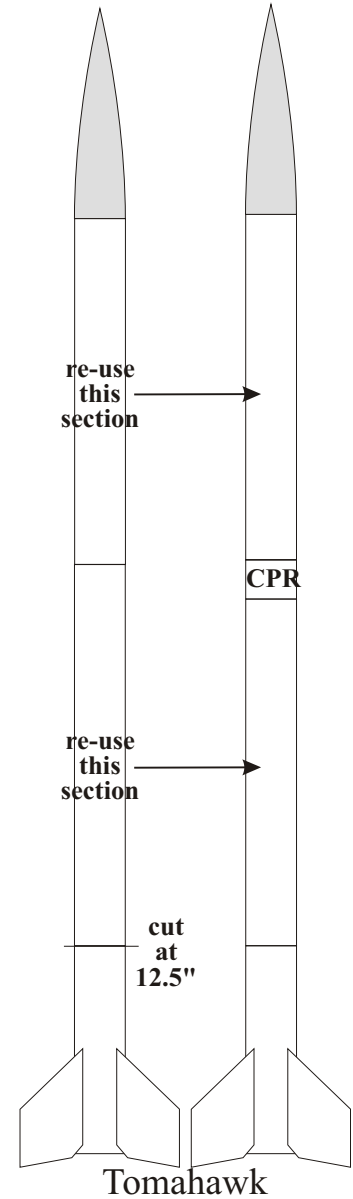 re-use
this
section
CPR
re-use
this
section
cut
at
12.5"
Tomahawk